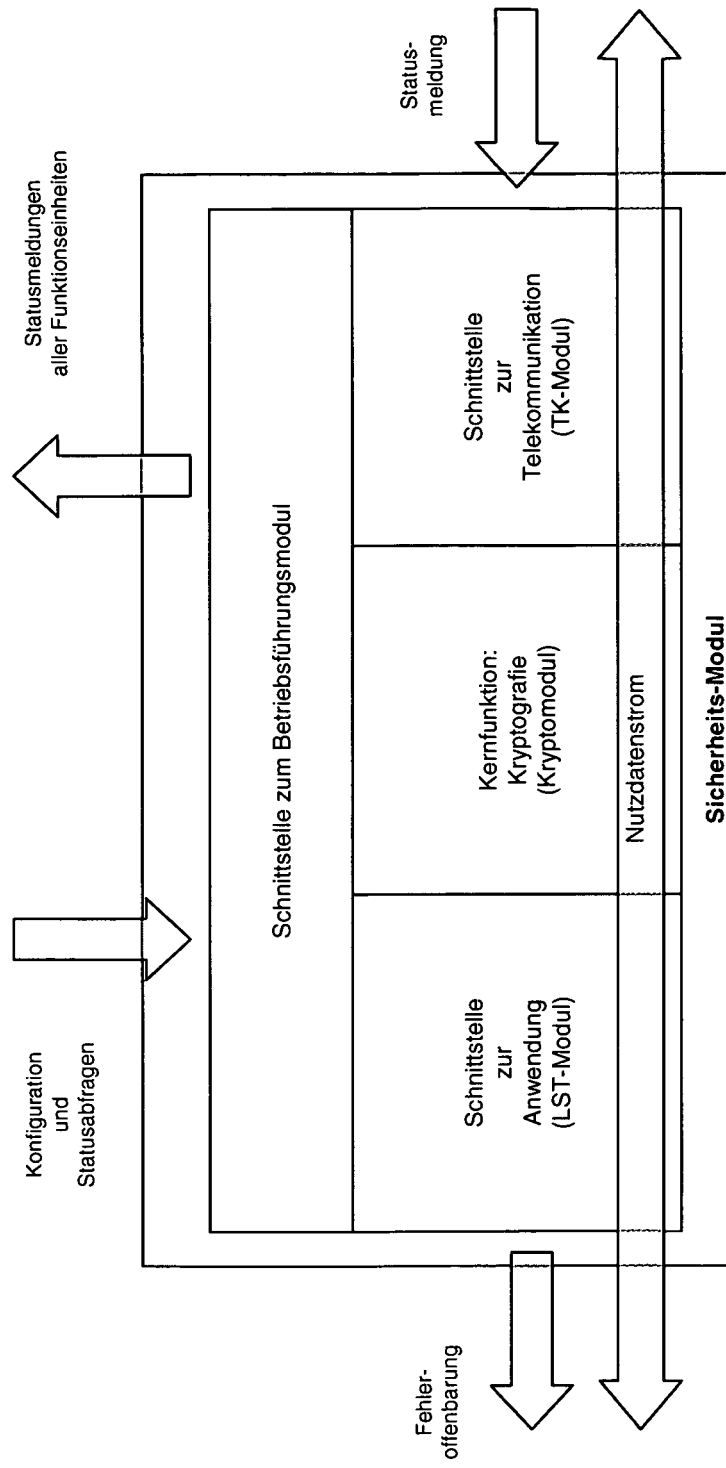 Konfiguration
und
Statusabfragen
Statusmeldungen
aller Funktionseinheiten
Schnittstelle zum Betriebsführungsmodul
Fehler-
offenbarung
Schnittstelle
zur
Anwendung
(LST-Modul)
Kernfunktion:
Kryptografie
(Kryptomodul)
Schnittstelle
zur
Telekommunikation
(TK-Modul)
Status-
meldung
Nutzdatenstrom
Sicherheits-Modul